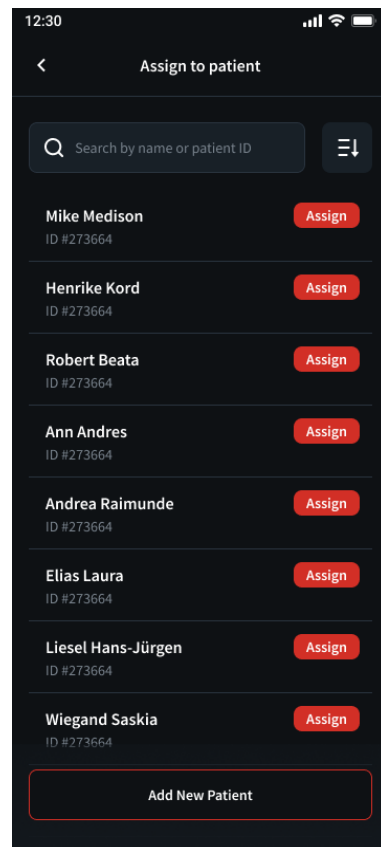 12:30
Assign to patient
Search by name or patient ID
Mike Medison
Assign
ID #273664
Henrike Kord
Assign
ID #273664
Robert Beata
Assign
ID #273664
Ann Andres
Assign
ID #273664
Andrea Raimunde
Assign
ID #273664
Elias Laura
Assign
ID #273664
Liesel Hans-Jürgen
Assign
ID #273664
Wiegand Saskia
Assign
ID #273664
Add New Patient